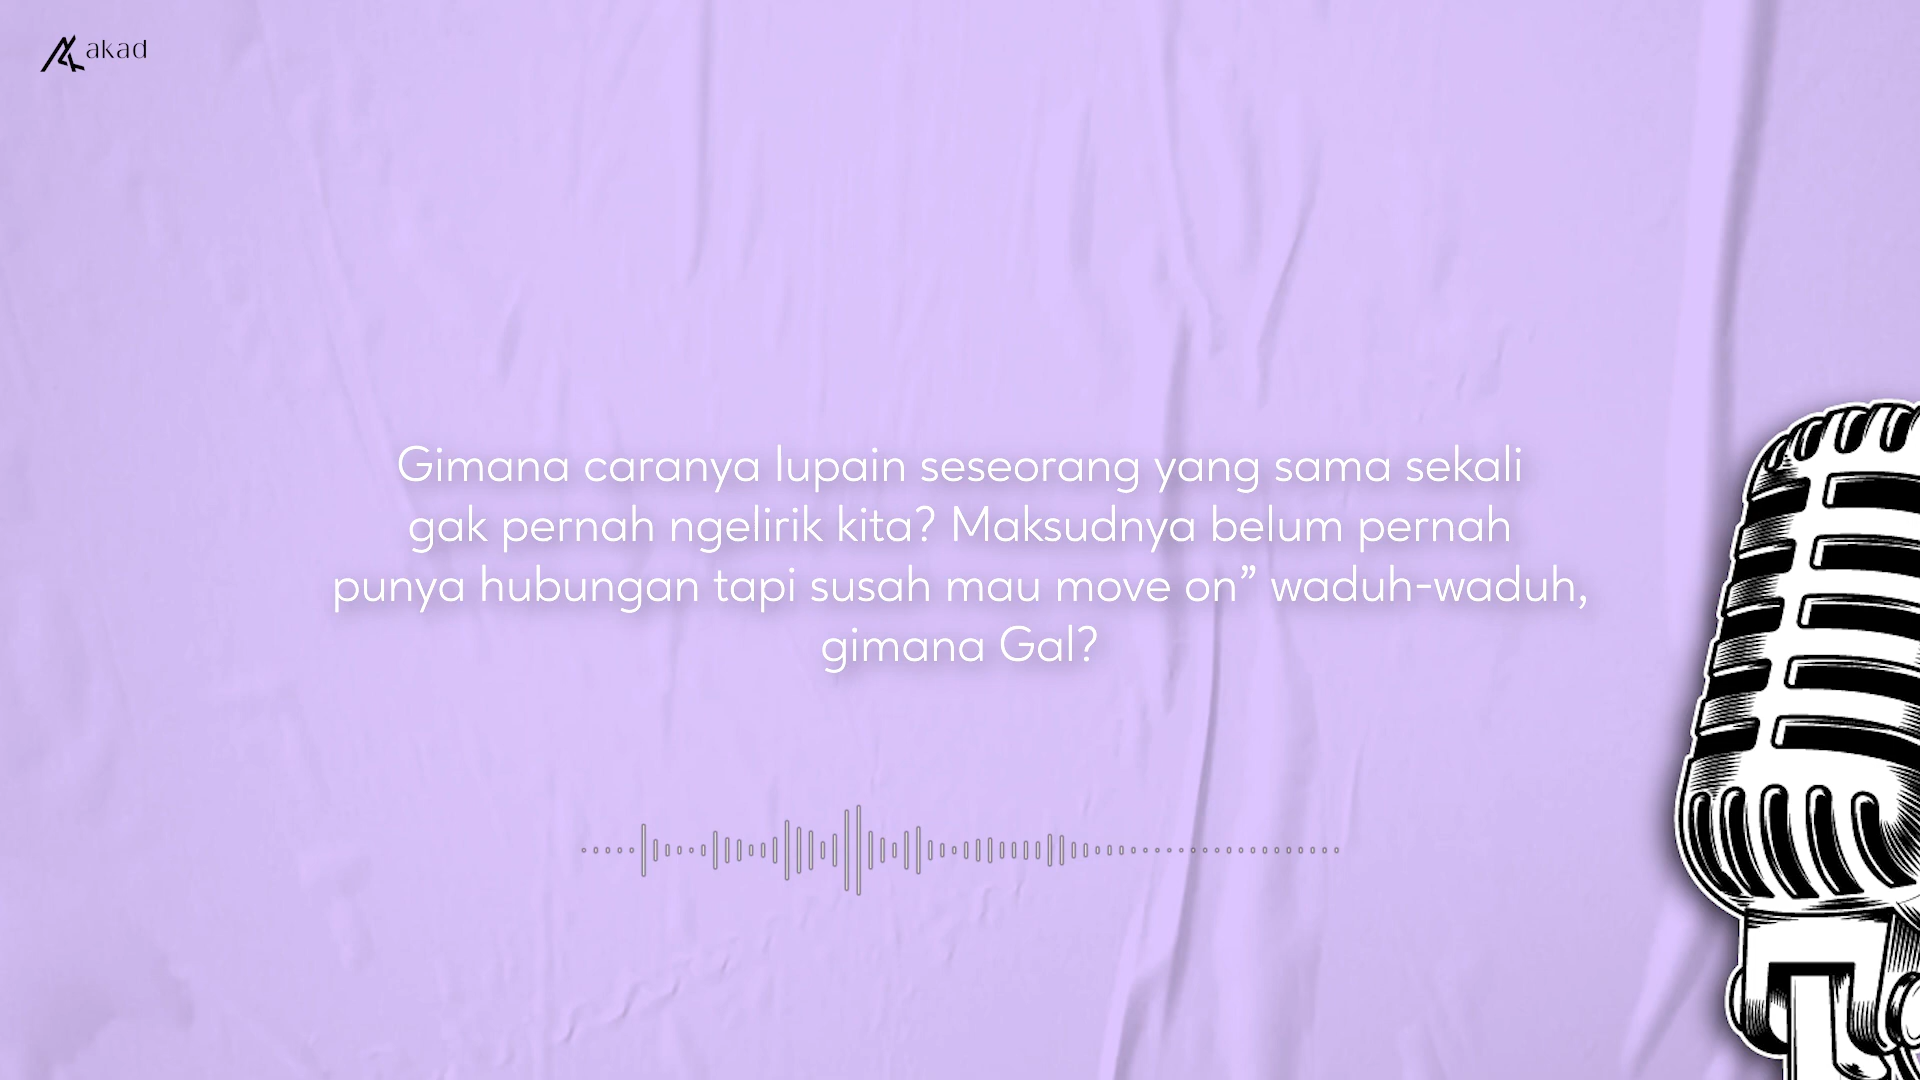 akad
Gimana caranya lupain seseorang yang sama sekali
gak pernah ngelirik kita? Maksudnya belum pernah
punya hubungan tapi susah mau move on” waduh-waduh,
gimana Gal?